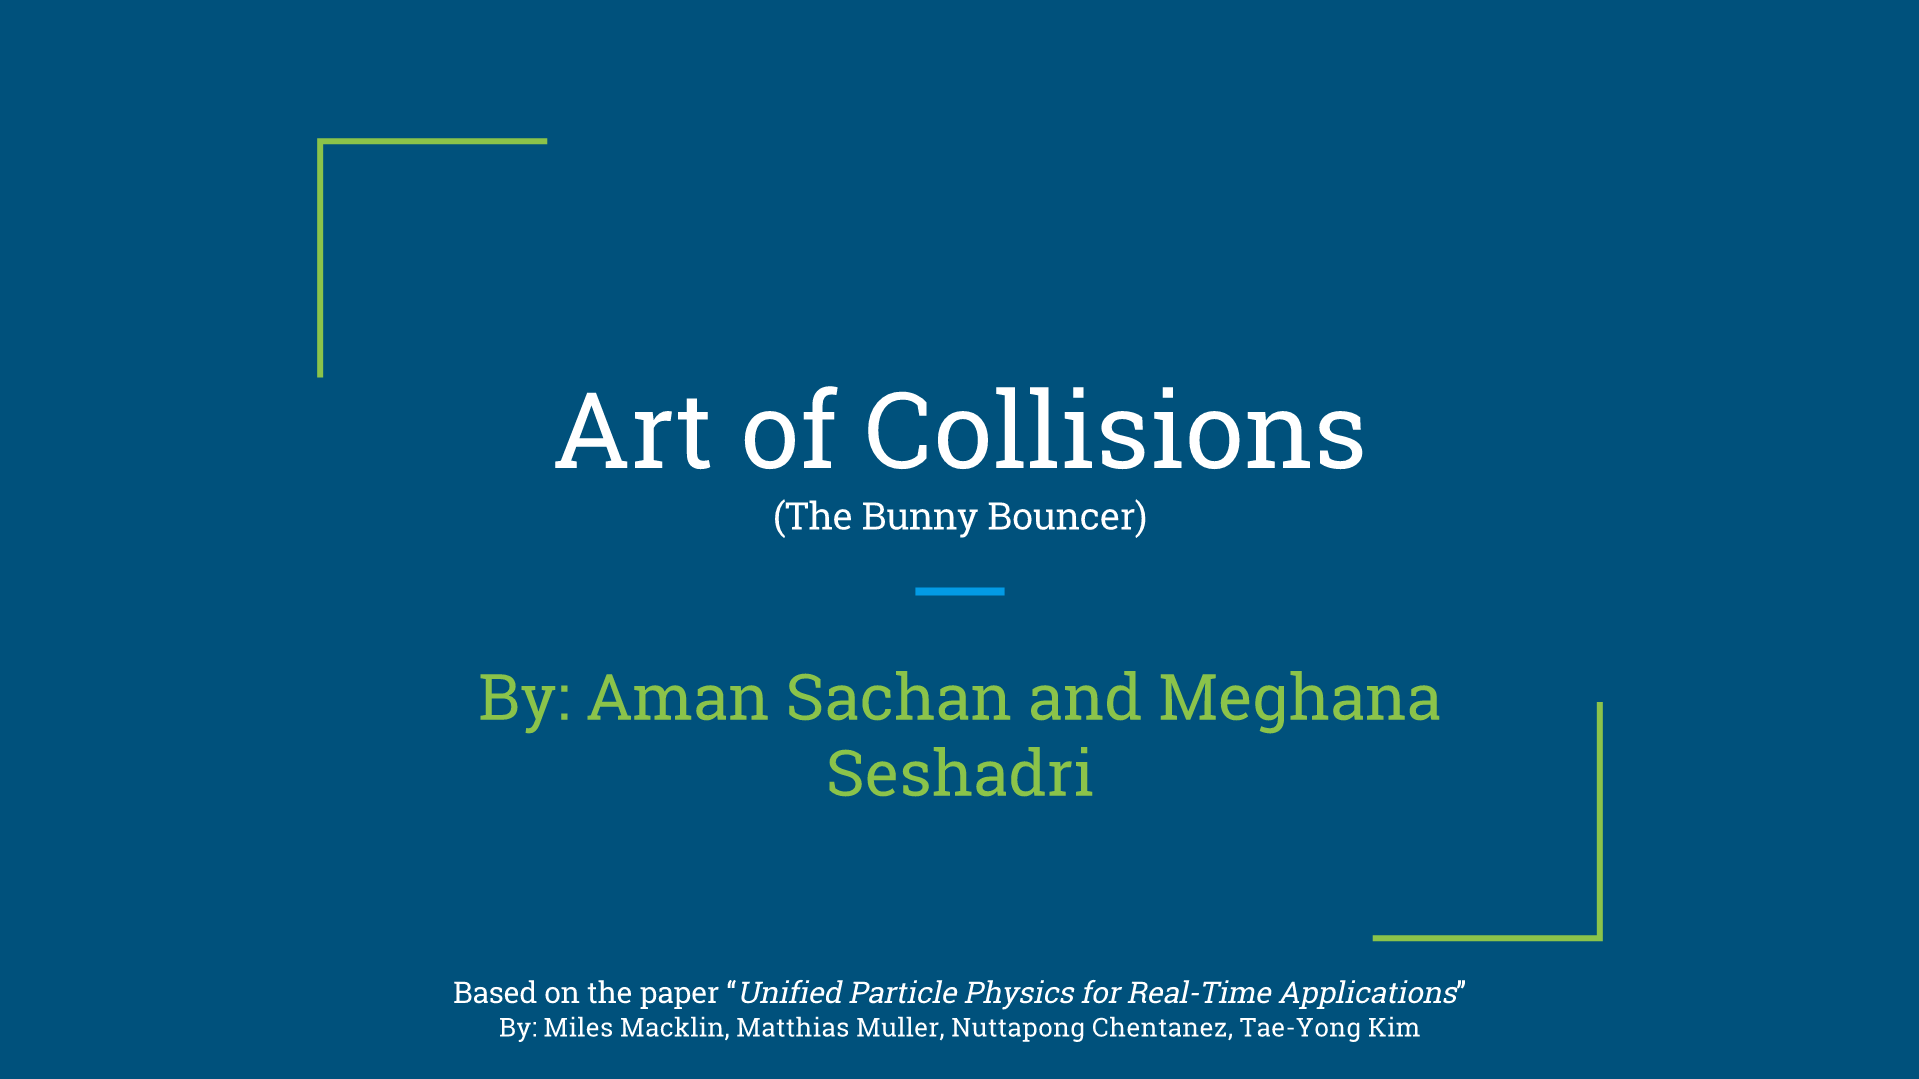 Art of Collisions
(The Bunny Bouncer)
By: Aman Sachan and Meghana
Seshadri
Based on the paper “Unified Particle Physics for Real-Time Applications”
By: Miles Macklin, Matthias Muller, Nuttapong Chentanez, Tae-Yong Kim